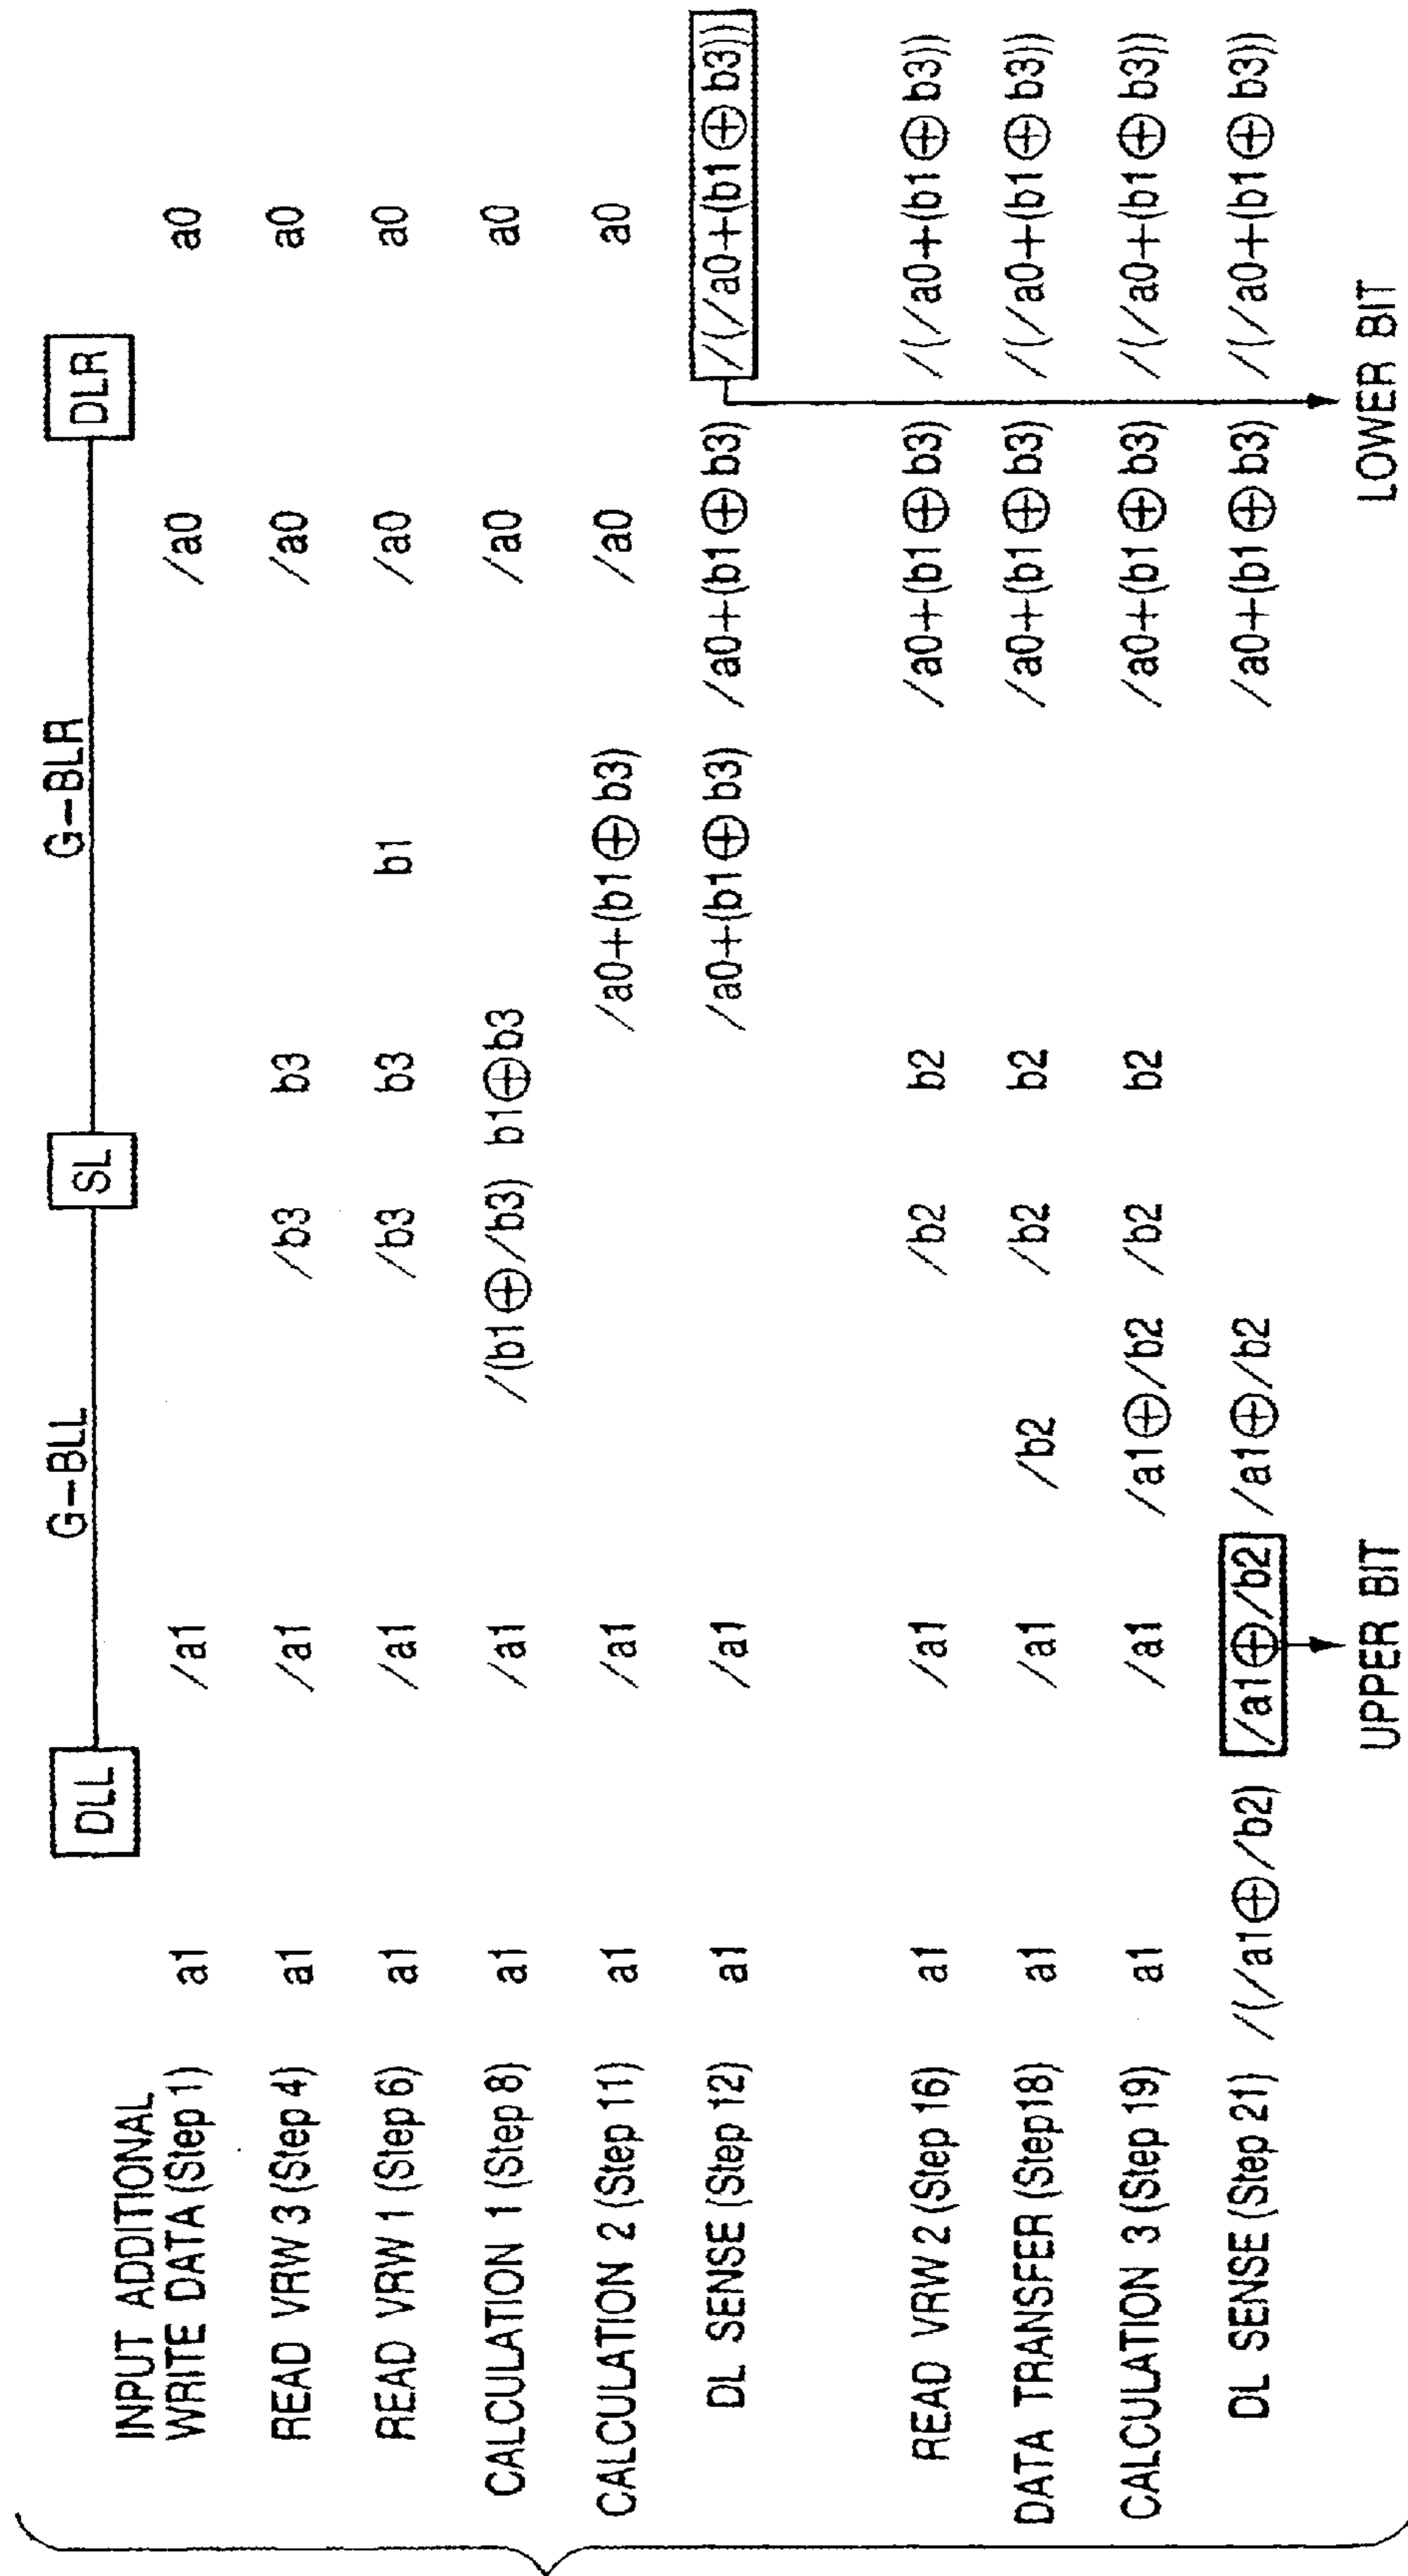 DLL G-BLL SL G-BLR DLR
INPUT ADDITIONAL
WRITE DATA (Step 1) a1 /a1 /a0 a0
READ VRW 3 (Step 4) a1 /a1 /b3 b3 /a0 a0
READ VRW 1 (Step 6) a1 /a1 /b3 b3 b1 /a0 a0
CALCULATION 1 (Step 8) a1 /a1 /(b1⊕/b3) b1⊕b3 /a0 a0
CALCULATION 2 (Step 11) a1 /a1 /a0+(b1⊕b3) /a0 a0
DL SENSE (Step 12) a1 /a1 /a0+(b1⊕b3) /a0+(b1⊕b3) /(/a0+(b1⊕b3))
READ VRW 2 (Step 16) a1 /a1 /b2 b2 /a0+(b1⊕b3) /(/a0+(b1⊕b3))
DATA TRANSFER (Step18) a1 /a1 /b2 /b2 b2 /a0+(b1⊕b3) /(/a0+(b1⊕b3))
CALCULATION 3 (Step 19) a1 /a1 /a1⊕/b2 /b2 b2 /a0+(b1⊕b3) /(/a0+(b1⊕b3))
DL SENSE (Step 21) /(/a1⊕/b2) /a1⊕/b2 /a1⊕/b2 /a0+(b1⊕b3) /(/a0+(b1⊕b3))
UPPER BIT LOWER BIT